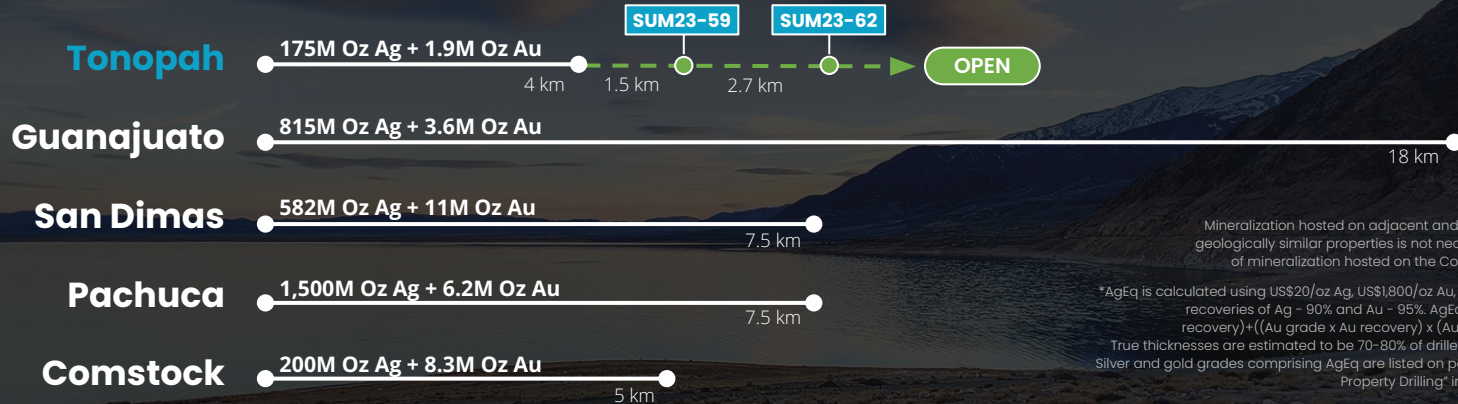 SUM23-59 SUM23-62
Tonopah 175M Oz Ag + 1.9M Oz Au OPEN
4 km 1.5 km 2.7 km
Guanajuato 815M Oz Ag + 3.6M Oz Au
18 km
San Dimas 582M Oz Ag + 11M Oz Au
7.5 km
Pachuca 1,500M Oz Ag + 6.2M Oz Au
7.5 km
Comstock 200M Oz Ag + 8.3M Oz Au
5 km
Mineralization hosted on adjacent and
geologically similar properties is not
of mineralization hosted on the
*AgEq is calculated using US$20/oz Ag, US$1,800/oz Au,
recoveries of Ag - 90% and Au - 95%.
recovery)+((Au grade x Au recovery) x (Au
True thicknesses are estimated to be 70-80% of
Silver and gold grades comprising AgEq are listed on
Property Drilling"